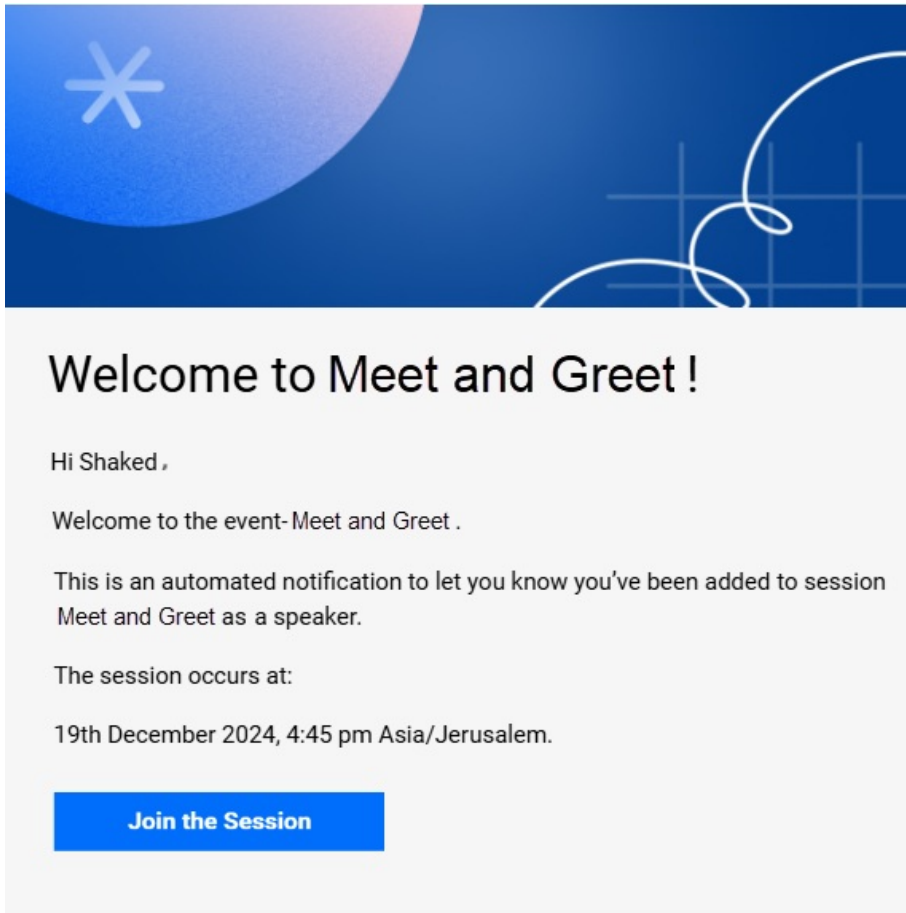 Welcome to Meet and Greet !
Hi Shaked ,
Welcome to the event- Meet and Greet .
This is an automated notification to let you know you’ve been added to session
Meet and Greet as a speaker.
The session occurs at:
19th December 2024, 4:45 pm Asia/Jerusalem.
Join the Session